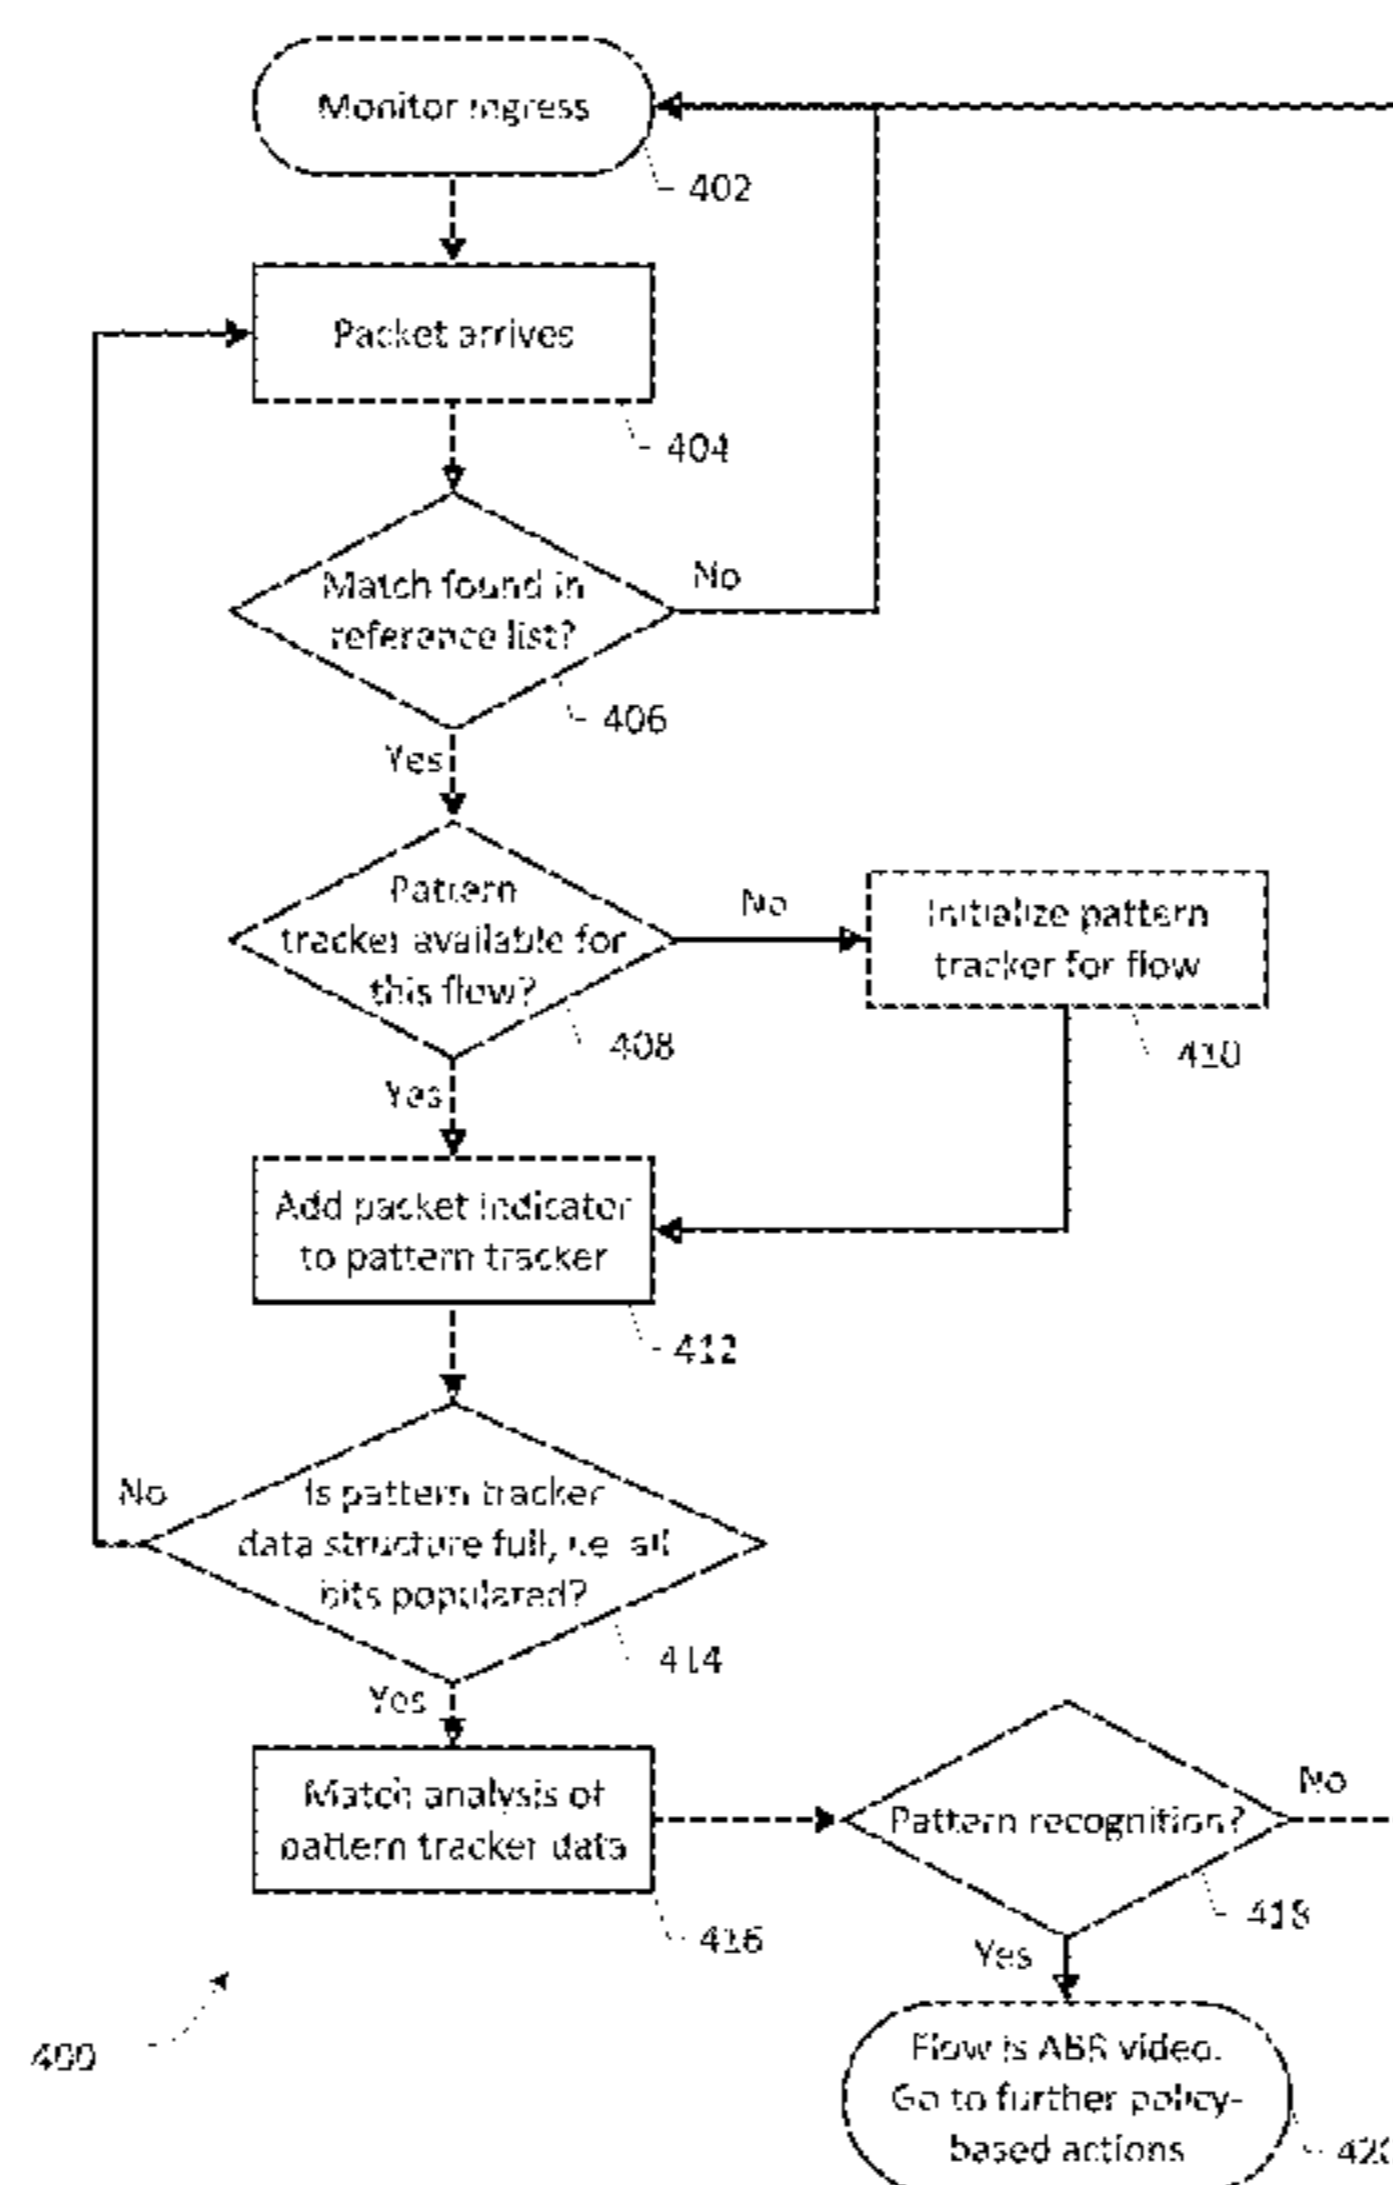 Monitor ingress
402
Packet arrives
404
Match found in
reference list?
No
406
Yes
Pattern
tracker available for
this flow?
No
408
Initialize pattern
tracker for flow
410
Yes
Add packet indicator
to pattern tracker
412
Is pattern tracker
data structure full, i.e. all
bits populated?
No
414
Yes
Match analysis of
pattern tracker data
416
Pattern recognition?
No
418
Yes
Flow is ABR video.
Go to further policy-
based actions
400